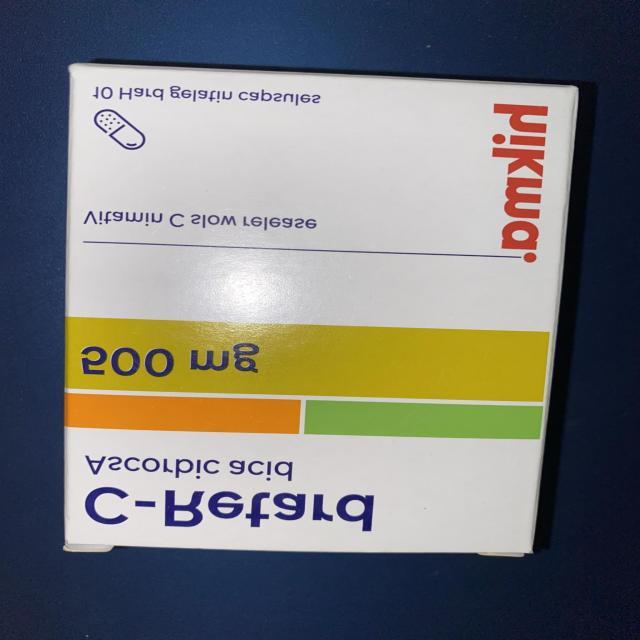 C-Retard
Ascorbic acid
500 mg
Vitamin C slow release
10 Hard gelatin capsules
hikma.